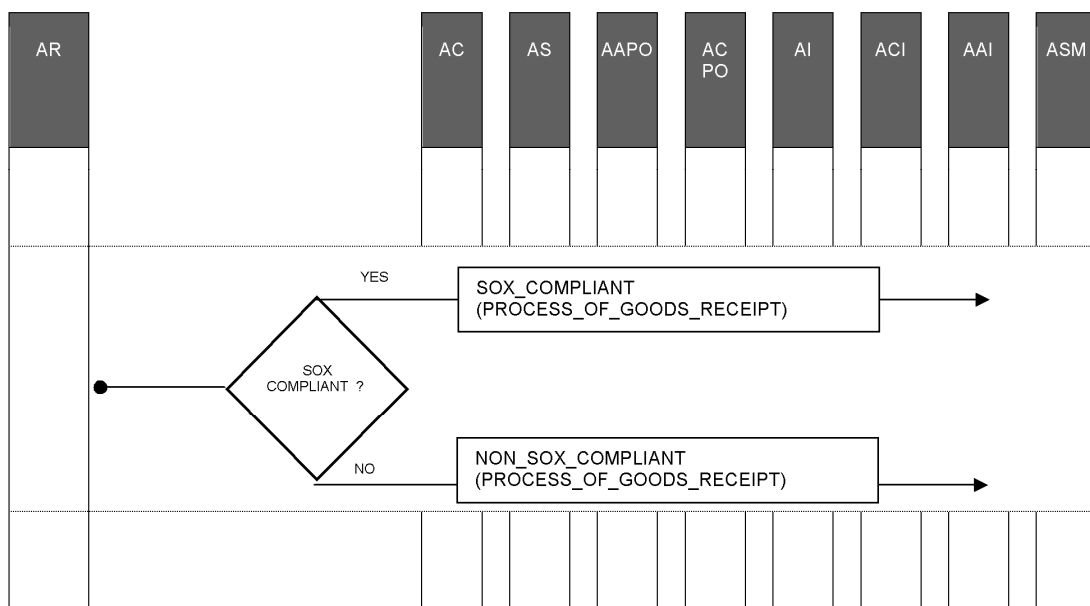 AR
AC
AS
AAPO
AC
PO
AI
ACI
AAI
ASM
YES
SOX_COMPLIANT
(PROCESS_OF_GOODS_RECEIPT)
SOX
COMPLIANT ?
NO
NON_SOX_COMPLIANT
(PROCESS_OF_GOODS_RECEIPT)